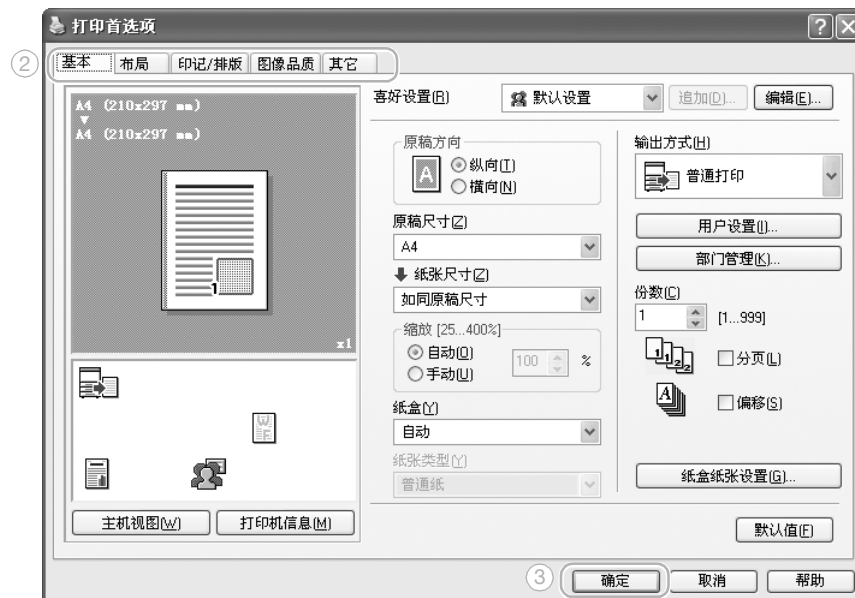 打印首选项
② 基本 布局 印记/排版 图像品质 其它
A4 (210x297 mm)
A4 (210x297 mm)
1
x1
主机视图(W) 打印机信息(M)
喜好设置(R) 默认设置 追加(D)... 编辑(E)...
原稿方向
A
纵向(T)
横向(N)
原稿尺寸(Z)
A4
纸张尺寸(Z)
如同原稿尺寸
缩放 [25...400%]
自动(O)
手动(U)
100 %
纸盒(Y)
自动
纸张类型(Y)
普通纸
输出方式(H)
普通打印
用户设置(I)...
部门管理(K)...
份数(C)
1 [1...999]
1 1 2 2 分页(L)
A 偏移(S)
纸盒纸张设置(G)...
默认值(F)
③ 确定 取消 帮助